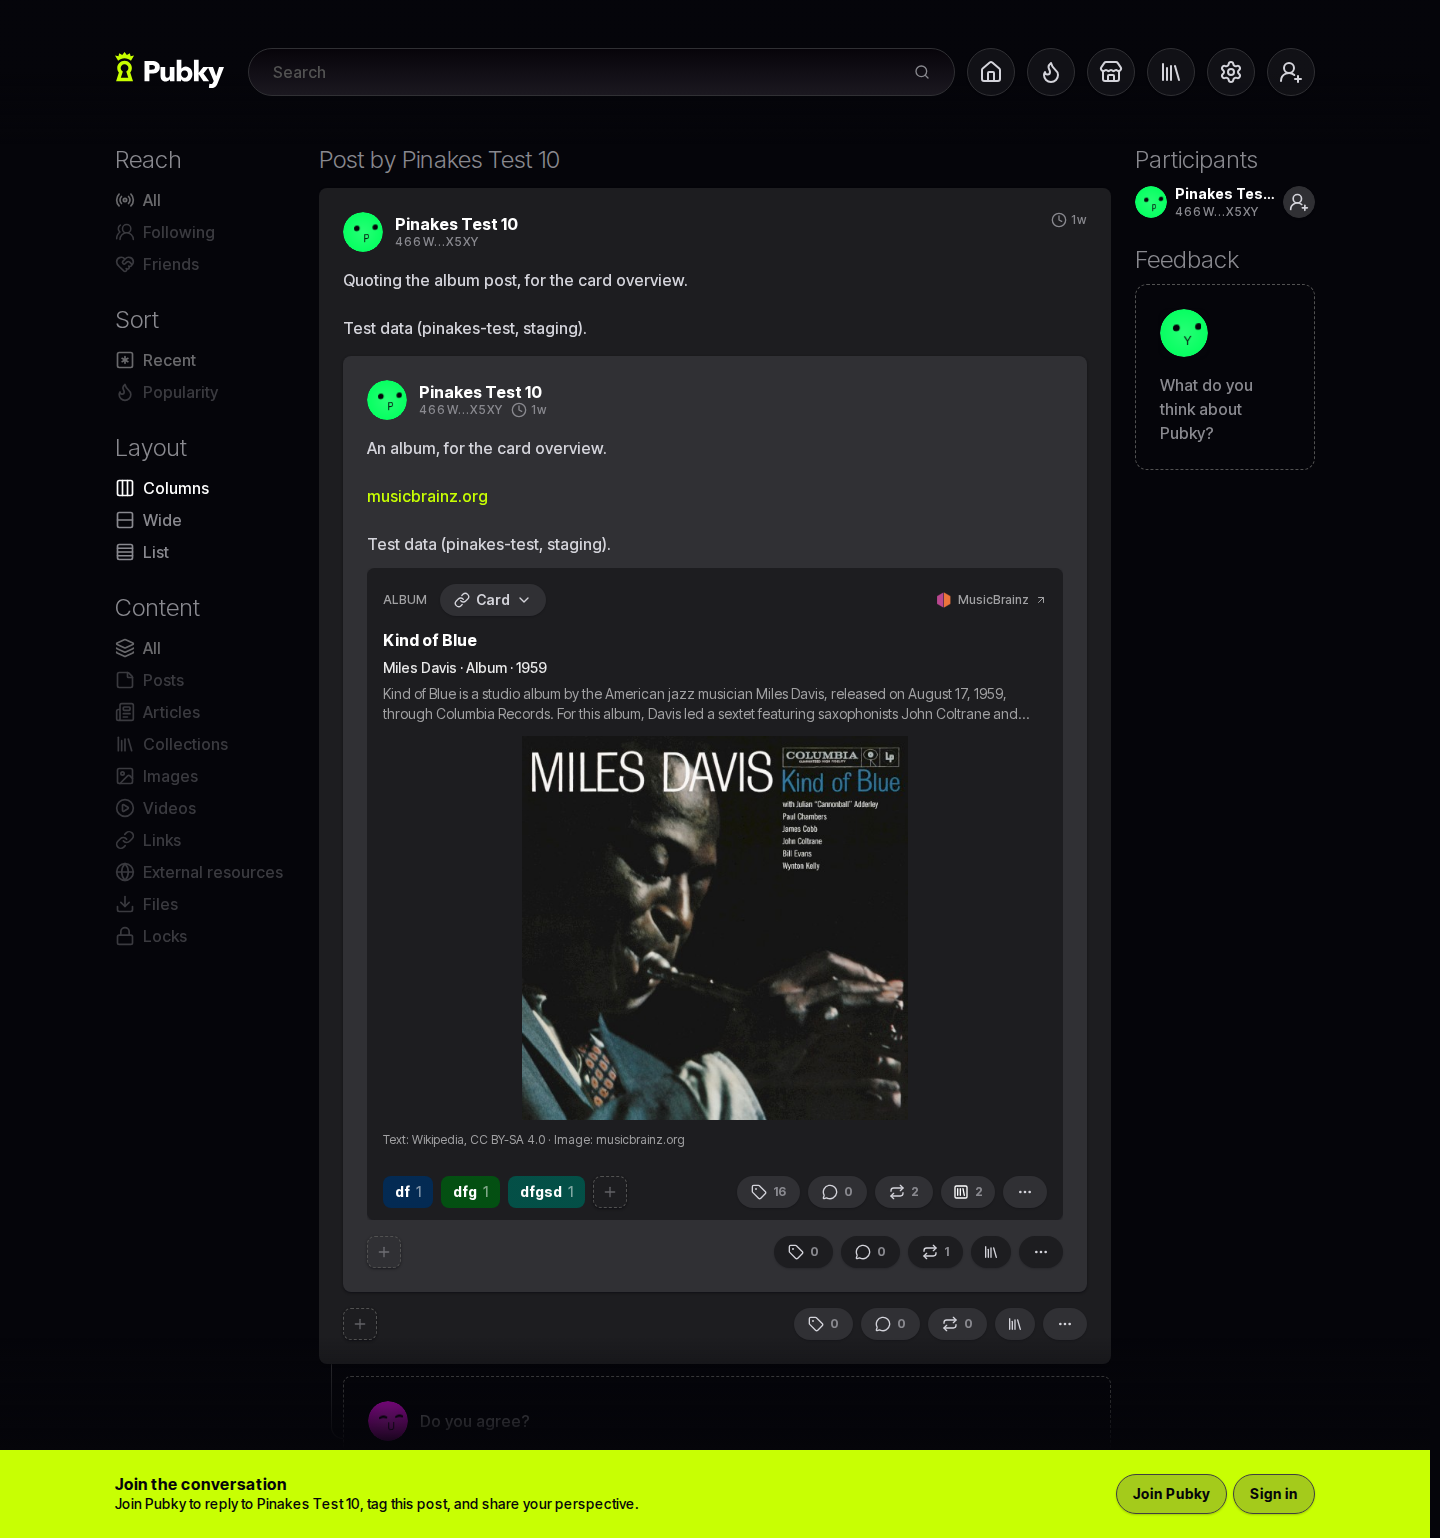 Pubky
Search
Reach
All
Following
Friends
Sort
Recent
Popularity
Layout
Columns
Wide
List
Content
All
Posts
Articles
Collections
Images
Videos
Links
External resources
Files
Locks
Post by Pinakes Test 10
P
Pinakes Test 10
466W...X5XY
1w
Quoting the album post, for the card overview.
Test data (pinakes-test, staging).
P
Pinakes Test 10
466W...X5XY 1w
An album, for the card overview.
musicbrainz.org
Test data (pinakes-test, staging).
ALBUM
Card
MusicBrainz
Kind of Blue
Miles Davis · Album · 1959
Kind of Blue is a studio album by the American jazz musician Miles Davis, released on August 17, 1959,
through Columbia Records. For this album, Davis led a sextet featuring saxophonists John Coltrane and...
MILES DAVIS
COLUMBIA
Lp
Kind of Blue
with Julian "Cannonball" Adderley
Paul Chambers
James Cobb
John Coltrane
Bill Evans
Wynton Kelly
Text: Wikipedia, CC BY-SA 4.0 · Image: musicbrainz.org
df 1
dfg 1
dfgsd 1
16
0
2
2
0
0
1
0
0
0
U
Do you agree?
Participants
P
Pinakes Tes...
466W...X5XY
Feedback
Y
What do you
think about
Pubky?
Join the conversation
Join Pubky to reply to Pinakes Test 10, tag this post, and share your perspective.
Join Pubky
Sign in